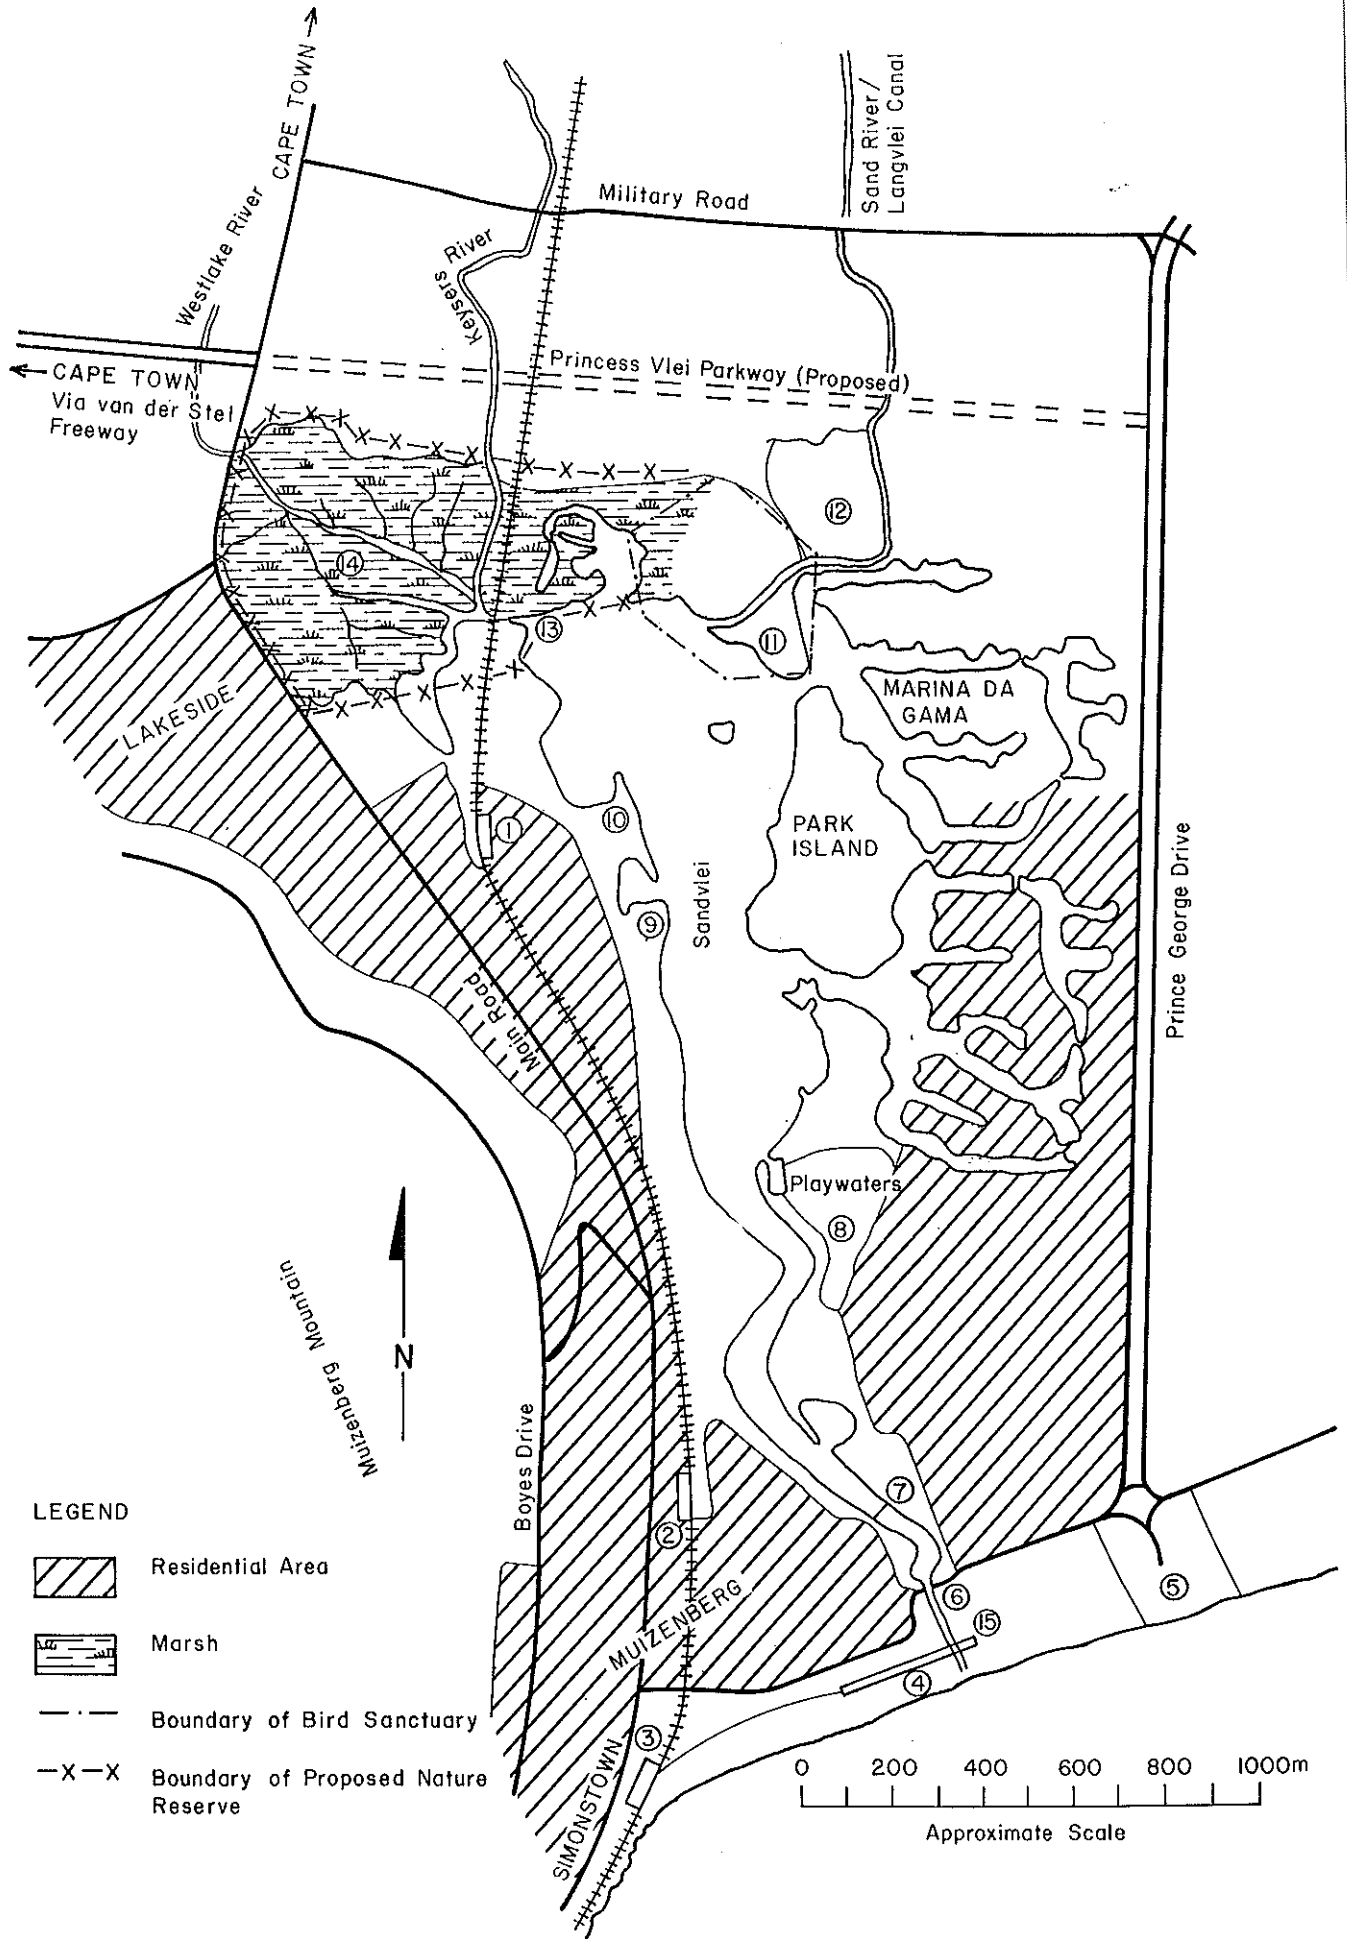 CAPE TOWN
Sand River/
Langvlei Canal
Military Road
Westlake River
Keysers River
Princess Vlei Parkway (Proposed)
CAPE TOWN
Via van der Stel
Freeway
12
14
13
11
LAKESIDE
MARINA DA
GAMA
1
10
PARK
ISLAND
Prince George Drive
9
Sandvlei
Main Road
Playwaters
8
Muizenberg Mountain
N
Boyes Drive
7
2
5
6
15
MUIZENBERG
4
3
SIMONSTOWN
LEGEND
Residential Area
Marsh
Boundary of Bird Sanctuary
Boundary of Proposed Nature
Reserve
0 200 400 600 800 1000m
Approximate Scale